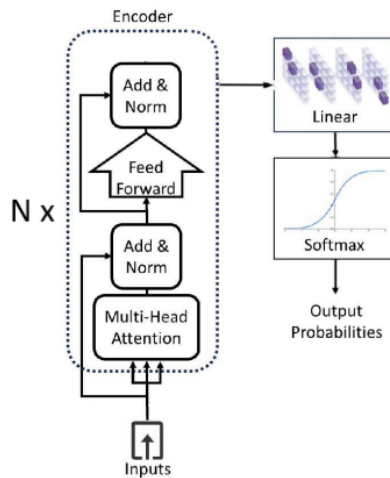 Encoder
Add &
Norm
Feed
Forward
N x
Add &
Norm
Multi-Head
Attention
Inputs
Linear
Softmax
Output
Probabilities